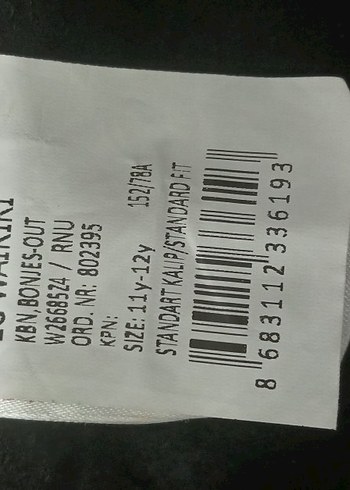 KBN,BONJES-OUT
W2668524 / RNU
ORD. NR: 802395
KPN:
SIZE: 11y-12y 152/78A
STANDART KALIP/STANDARD FIT
8 683112 336193